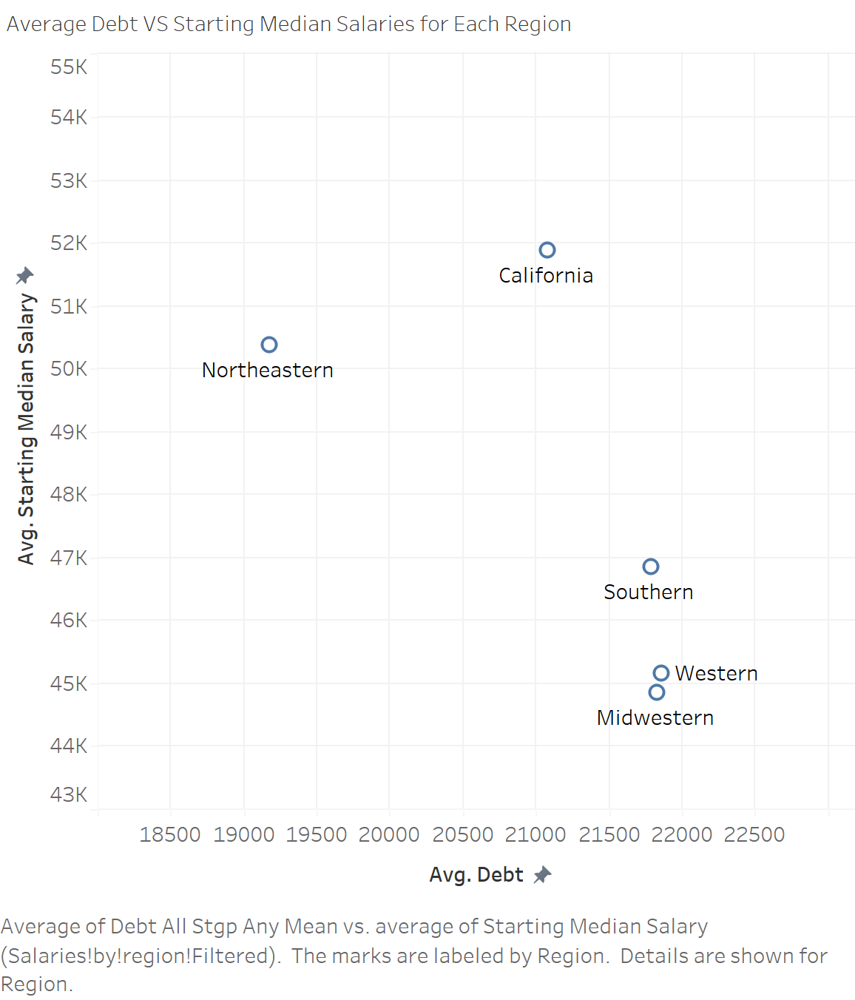 Average Debt VS Starting Median Salaries for Each Region
55K
54K
53K
52K
51K
50K
49K
48K
47K
46K
45K
44K
43K
Avg. Starting Median Salary
California
Northeastern
Southern
Western
Midwestern
18500 19000 19500 20000 20500 21000 21500 22000 22500
Avg. Debt
Average of Debt All Stgp Any Mean vs. average of Starting Median Salary
(Salaries!by!region!Filtered). The marks are labeled by Region. Details are shown for
Region.